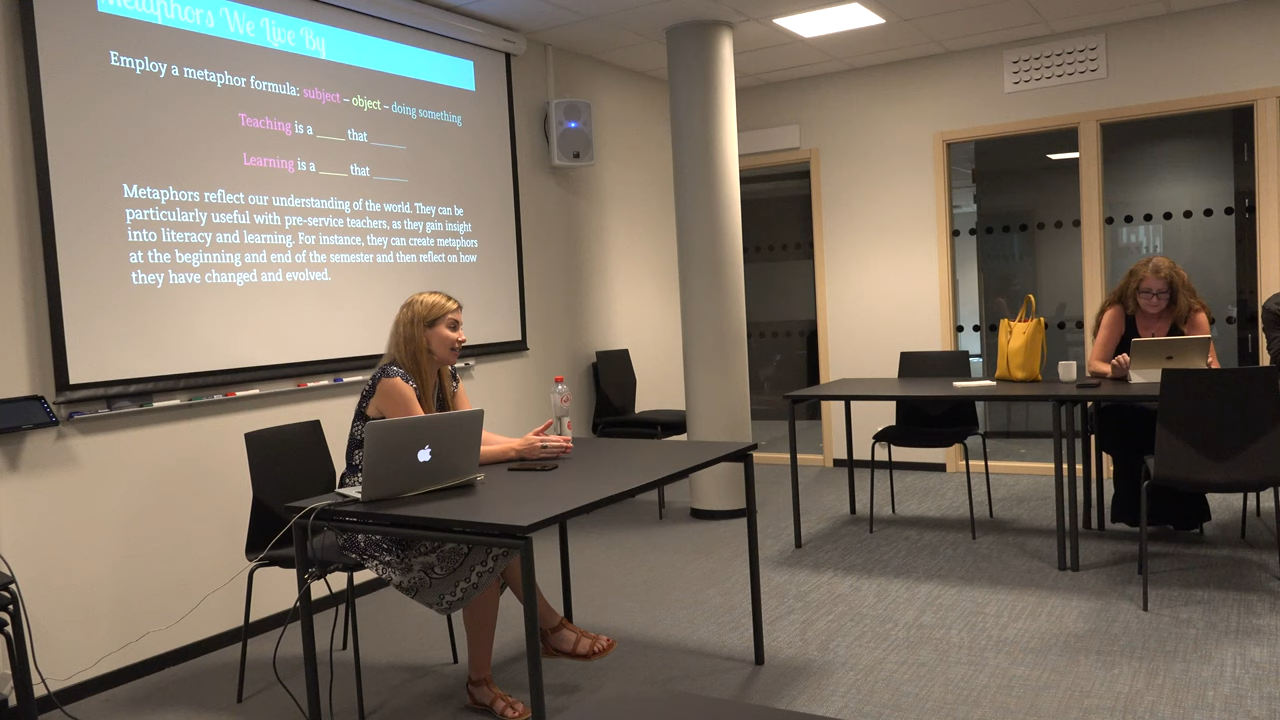 Metaphors We Live By
Employ a metaphor formula: subject – object – doing something
Teaching is a ____ that ____
Learning is a ____ that ____
Metaphors reflect our understanding of the world. They can be
particularly useful with pre-service teachers, as they gain insight
into literacy and learning. For instance, they can create metaphors
at the beginning and end of the semester and then reflect on how
they have changed and evolved.